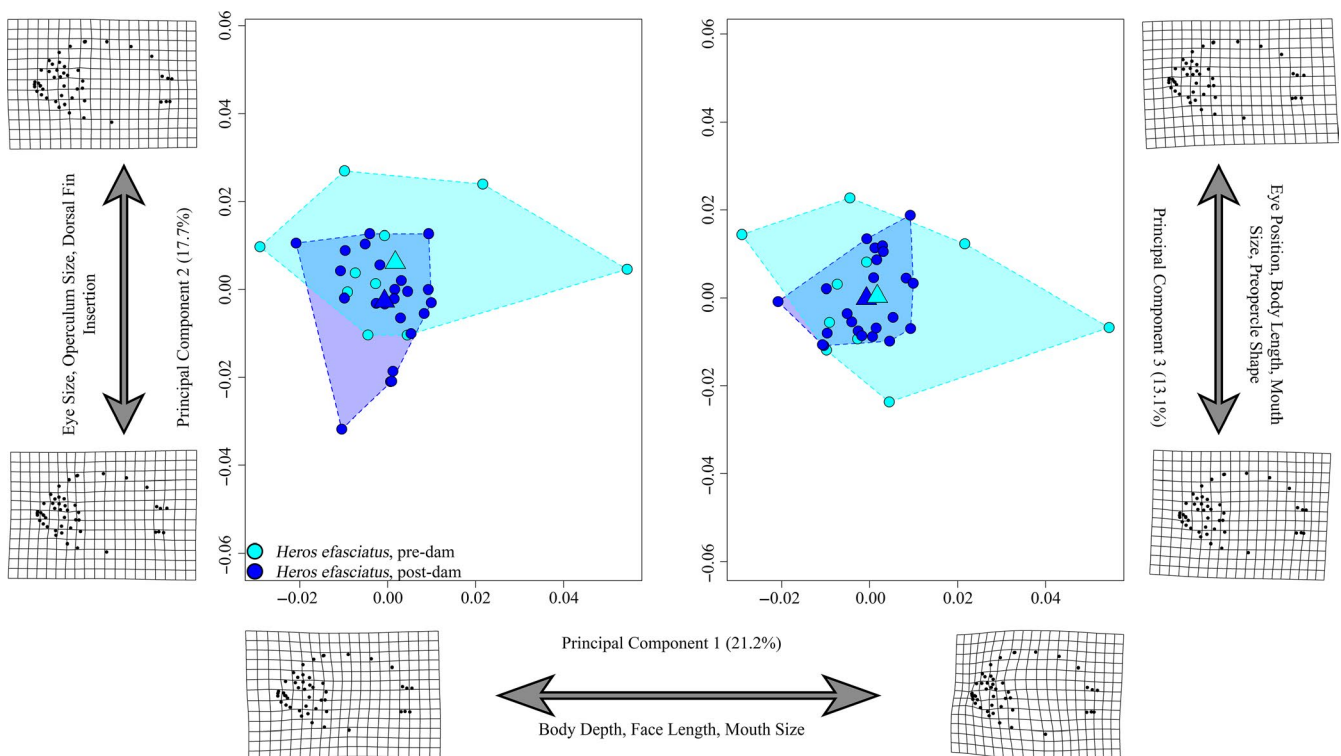 Eye Size, Operculum Size, Dorsal Fin
Insertion
Principal Component 2 (17.7%)
0.06
0.04
0.02
0.00
−0.02
−0.04
−0.06
Heros efasciatus, pre-dam
Heros efasciatus, post-dam
−0.02
0.00
0.02
0.04
0.06
0.04
0.02
0.00
−0.02
−0.04
−0.06
−0.02
0.00
0.02
0.04
Principal Component 3 (13.1%)
Eye Position, Body Length, Mouth
Size, Preopercle Shape
Principal Component 1 (21.2%)
Body Depth, Face Length, Mouth Size